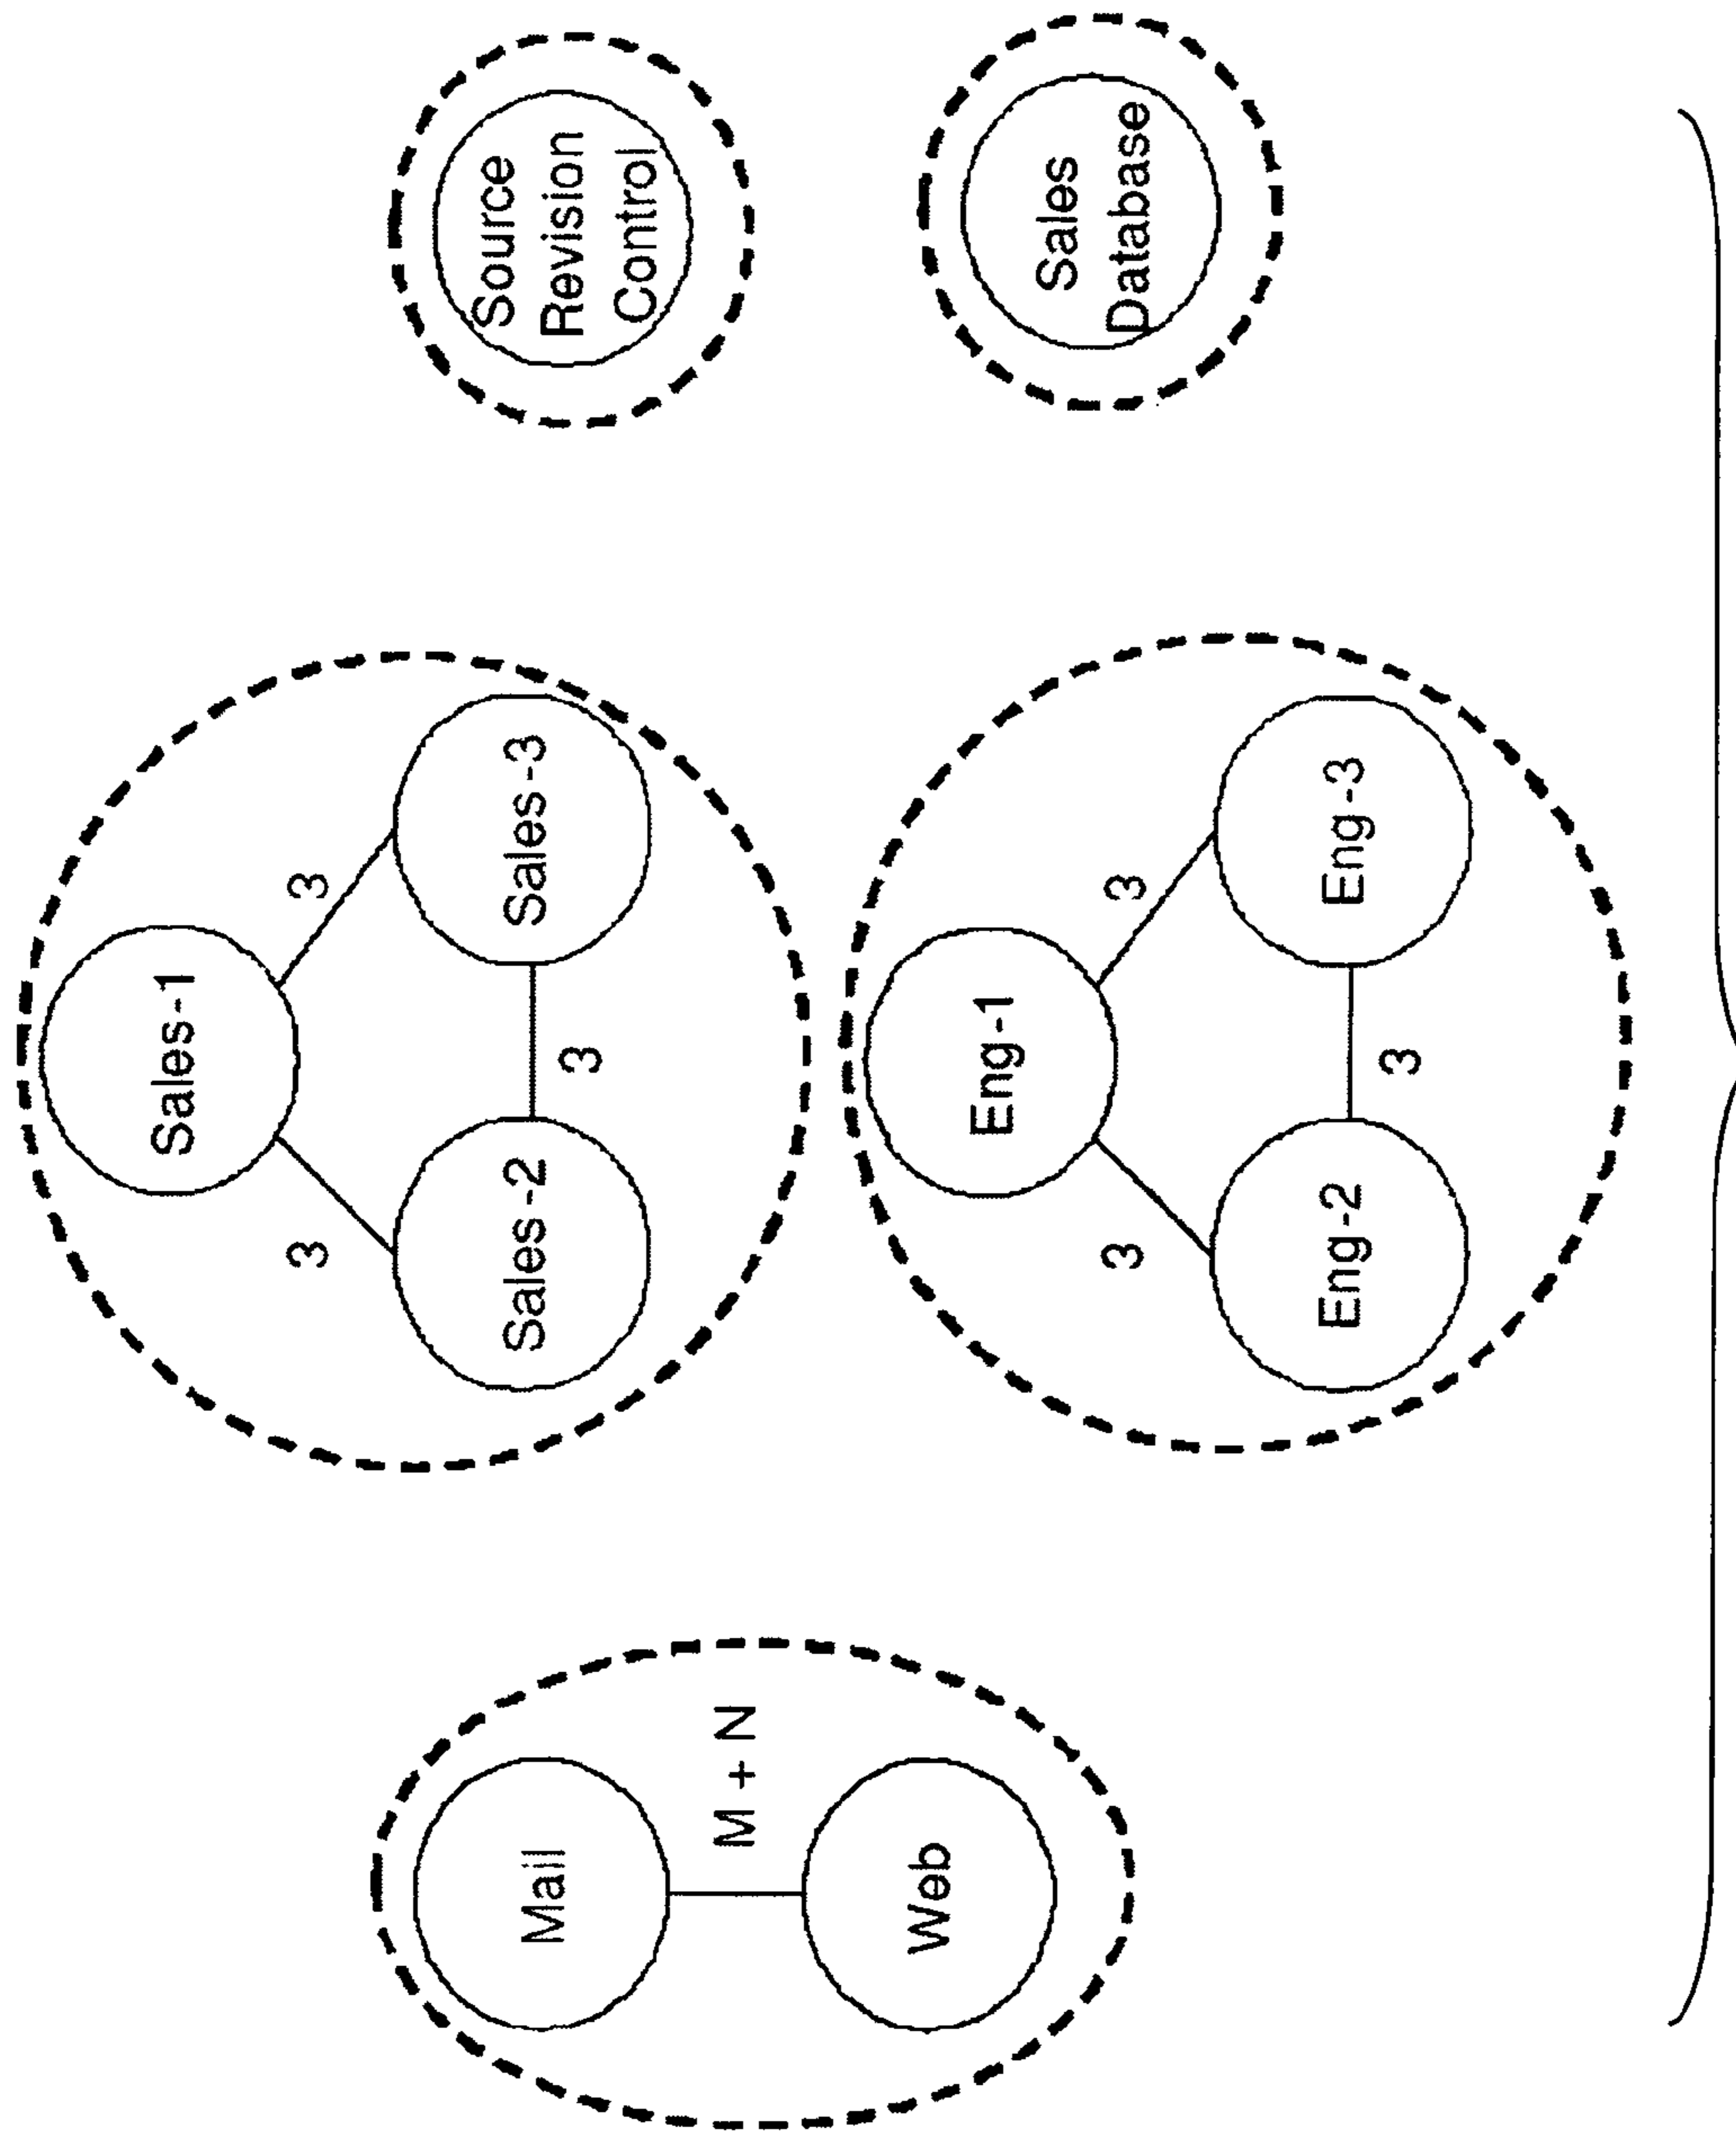 Mail
M + N
Web
Sales-1
3
3
Sales-2
3
Sales-3
Eng-1
3
3
Eng-2
3
Eng-3
Source
Revision
Control
Sales
Database